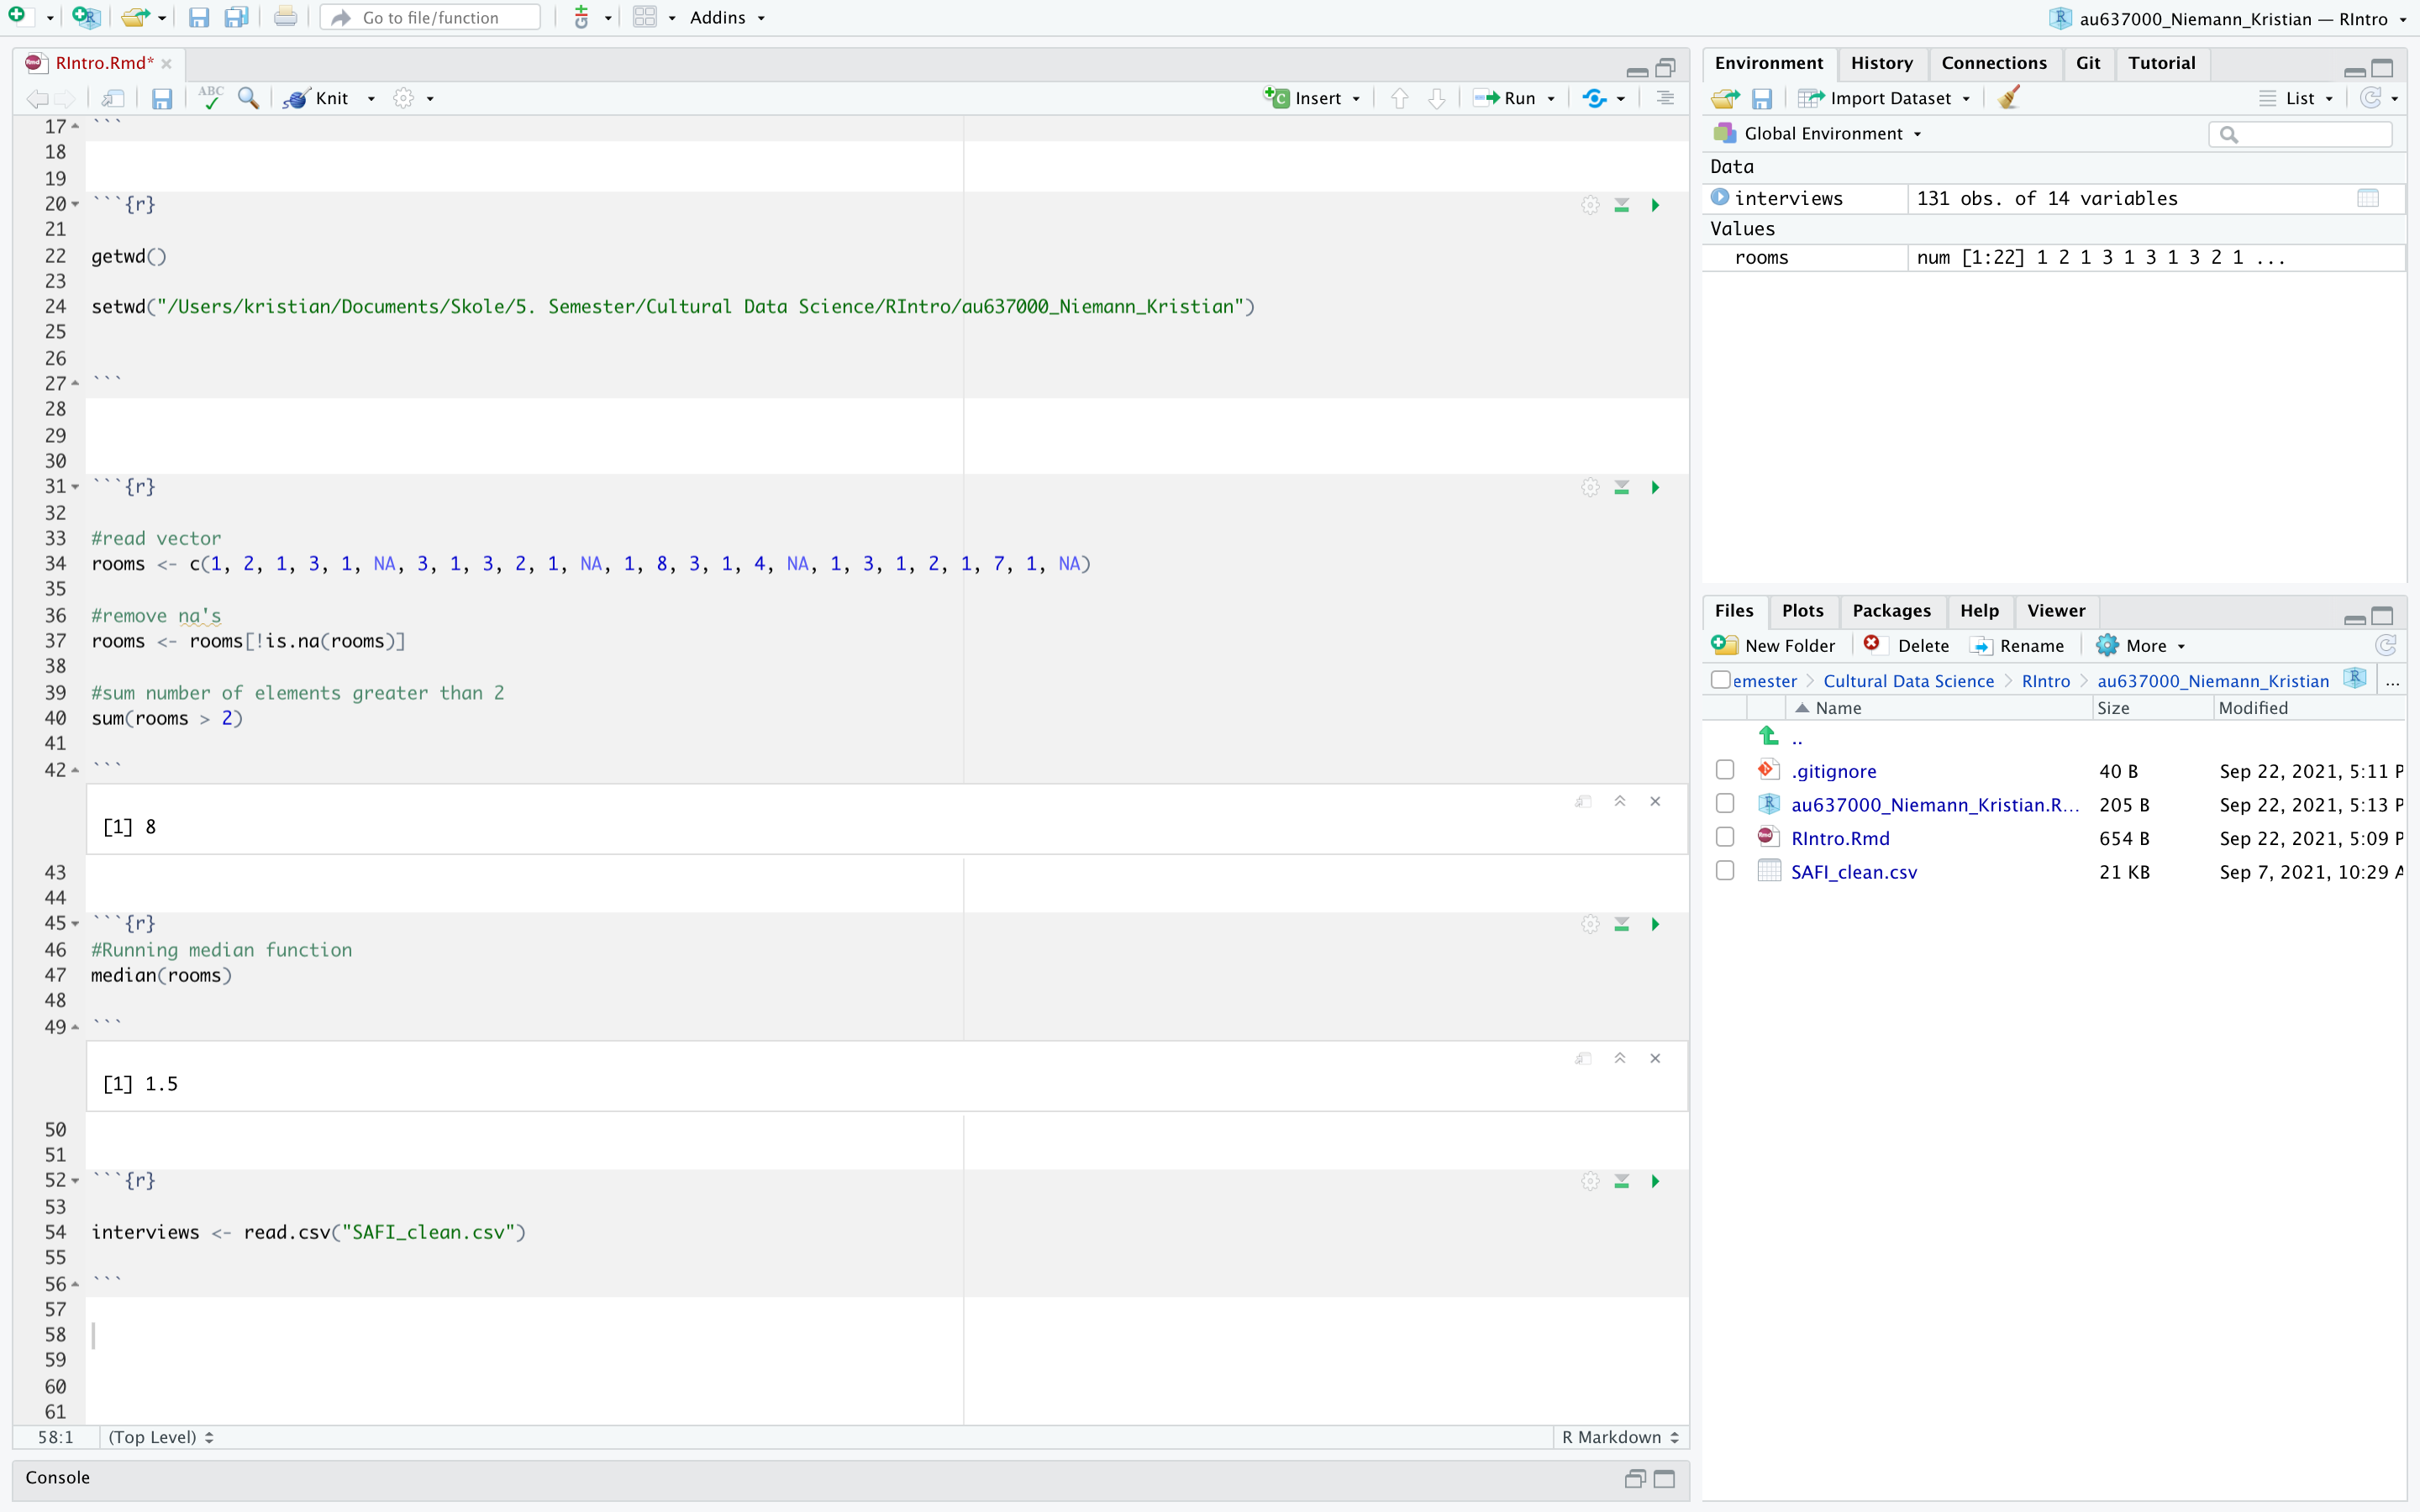 Go to file/function
Addins
au637000_Niemann_Kristian — RIntro
RIntro.Rmd*
ABC
Knit
Insert
Run
17 ```
18
19
20 ```{r}
21
22 getwd()
23
24 setwd("/Users/kristian/Documents/Skole/5. Semester/Cultural Data Science/RIntro/au637000_Niemann_Kristian")
25
26
27 ```
28
29
30
31 ```{r}
32
33 #read vector
34 rooms <- c(1, 2, 1, 3, 1, NA, 3, 1, 3, 2, 1, NA, 1, 8, 3, 1, 4, NA, 1, 3, 1, 2, 1, 7, 1, NA)
35
36 #remove na's
37 rooms <- rooms[!is.na(rooms)]
38
39 #sum number of elements greater than 2
40 sum(rooms > 2)
41
42 ```
[1] 8
43
44
45 ```{r}
46 #Running median function
47 median(rooms)
48
49 ```
[1] 1.5
50
51
52 ```{r}
53
54 interviews <- read.csv("SAFI_clean.csv")
55
56 ```
57
58
59
60
61
58:1 (Top Level) R Markdown
Console
Environment History Connections Git Tutorial
Import Dataset List
Global Environment
Data
interviews 131 obs. of 14 variables
Values
rooms num [1:22] 1 2 1 3 1 3 1 3 2 1 ...
Files Plots Packages Help Viewer
New Folder Delete Rename More
emester Cultural Data Science RIntro au637000_Niemann_Kristian ...
Name Size Modified
..
.gitignore 40 B Sep 22, 2021, 5:11 P
au637000_Niemann_Kristian.R... 205 B Sep 22, 2021, 5:13 P
RIntro.Rmd 654 B Sep 22, 2021, 5:09 P
SAFI_clean.csv 21 KB Sep 7, 2021, 10:29 A